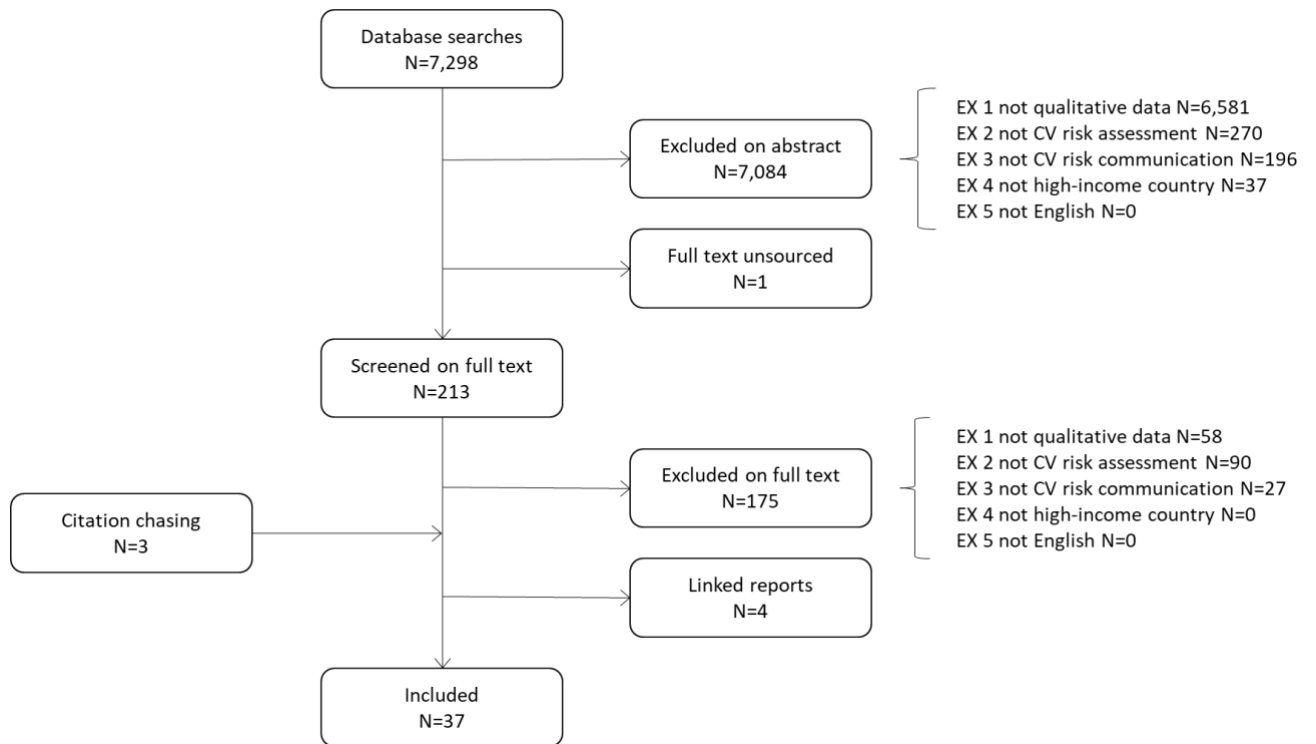 Database searches
N=7,298
Excluded on abstract
N=7,084
EX 1 not qualitative data N=6,581
EX 2 not CV risk assessment N=270
EX 3 not CV risk communication N=196
EX 4 not high-income country N=37
EX 5 not English N=0
Full text unsourced
N=1
Screened on full text
N=213
Excluded on full text
N=175
EX 1 not qualitative data N=58
EX 2 not CV risk assessment N=90
EX 3 not CV risk communication N=27
EX 4 not high-income country N=0
EX 5 not English N=0
Citation chasing
N=3
Linked reports
N=4
Included
N=37